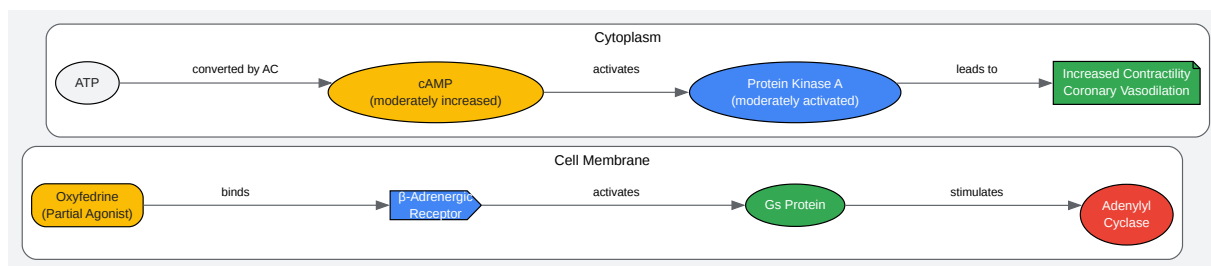 Cytoplasm
ATP
converted by AC
cAMP
(moderately increased)
activates
Protein Kinase A
(moderately activated)
leads to
Increased Contractility
Coronary Vasodilation
Cell Membrane
Oxyfedrine
(Partial Agonist)
binds
β-Adrenergic
Receptor
activates
Gs Protein
stimulates
Adenylyl
Cyclase